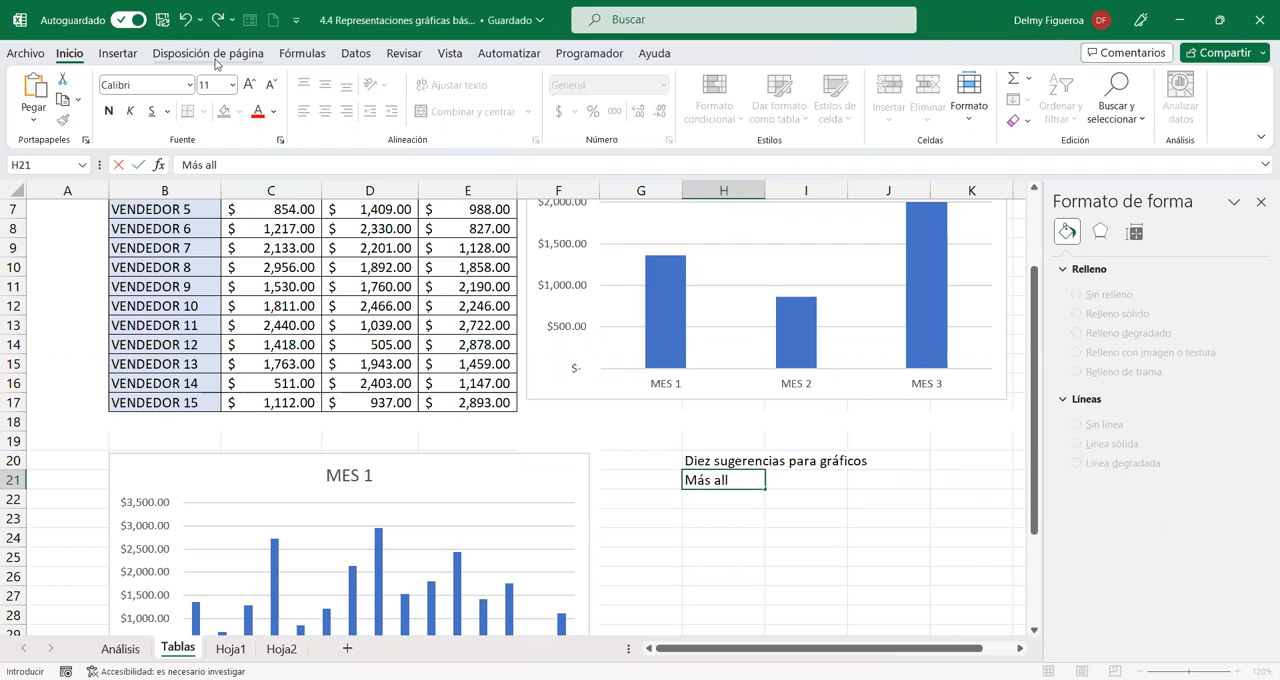 Autoguardado
4.4 Representaciones gráficas bás... • Guardado
Buscar
Delmy Figueroa DF
Archivo Inicio Insertar Disposición de página Fórmulas Datos Revisar Vista Automatizar Programador Ayuda
Comentarios Compartir
Pegar
Calibri 11
N K S
Ajustar texto
Combinar y centrar
General
$ % 000
Formato condicional
Dar formato como tabla
Estilos de celda
Insertar Eliminar Formato
Ordenar y filtrar
Buscar y seleccionar
Analizar datos
Portapapeles Fuente Alineación Número Estilos Celdas Edición Análisis
H21 fx Más all
A B C D E F G H I J K
7 VENDEDOR 5 $ 854.00 $ 1,409.00 $ 988.00
8 VENDEDOR 6 $ 1,217.00 $ 2,330.00 $ 827.00
9 VENDEDOR 7 $ 2,133.00 $ 2,201.00 $ 1,128.00
10 VENDEDOR 8 $ 2,956.00 $ 1,892.00 $ 1,858.00
11 VENDEDOR 9 $ 1,530.00 $ 1,760.00 $ 2,190.00
12 VENDEDOR 10 $ 1,811.00 $ 2,466.00 $ 2,246.00
13 VENDEDOR 11 $ 2,440.00 $ 1,039.00 $ 2,722.00
14 VENDEDOR 12 $ 1,418.00 $ 505.00 $ 2,878.00
15 VENDEDOR 13 $ 1,763.00 $ 1,943.00 $ 1,459.00
16 VENDEDOR 14 $ 511.00 $ 2,403.00 $ 1,147.00
17 VENDEDOR 15 $ 1,112.00 $ 937.00 $ 2,893.00
18
19
20
21
22
23
24
25
26
27
28
29
$2,000.00
$1,500.00
$1,000.00
$500.00
$-
MES 1 MES 2 MES 3
Diez sugerencias para gráficos
Más all
MES 1
$3,500.00
$3,000.00
$2,500.00
$2,000.00
$1,500.00
$1,000.00
Formato de forma
Relleno
Sin relleno
Relleno sólido
Relleno degradado
Relleno con imagen o textura
Relleno de trama
Líneas
Sin línea
Línea sólida
Línea degradada
Análisis Tablas Hoja1 Hoja2
Introducir
Accesibilidad: es necesario investigar
120%